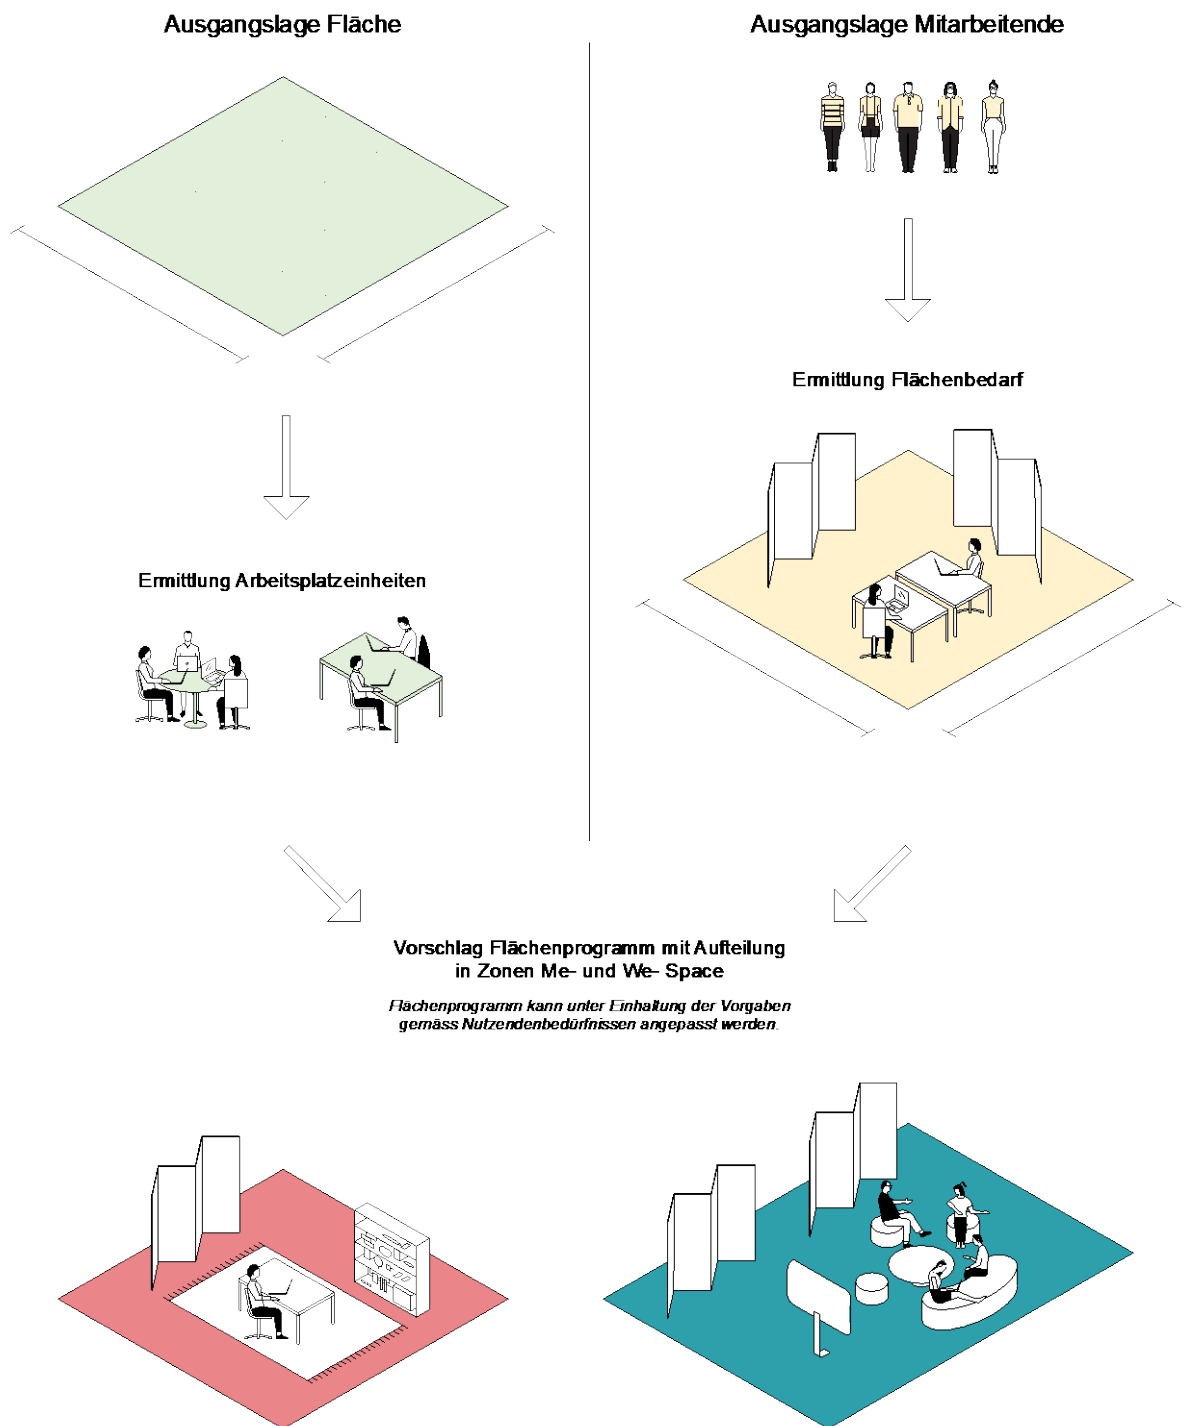 Ausgangslage Fläche
Ausgangslage Mitarbeitende
Ermittlung Flächenbedarf
Ermittlung Arbeitsplatzeinheiten
Vorschlag Flächenprogramm mit Aufteilung
in Zonen Me- und We- Space
Flächenprogramm kann unter Einhaltung der Vorgaben
gemäss Nutzendenbedürfnissen angepasst werden.